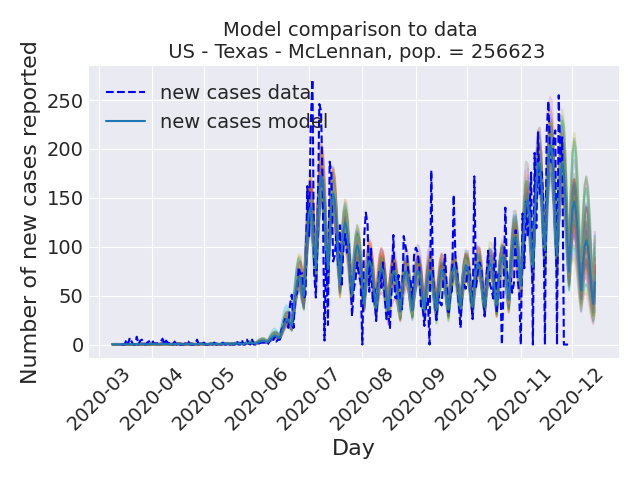 Model comparison to data
US - Texas - McLennan, pop. = 256623
Number of new cases reported
250
200
150
100
50
0
new cases data
new cases model
2020-03
2020-04
2020-05
2020-06
2020-07
2020-08
2020-09
2020-10
2020-11
2020-12
Day